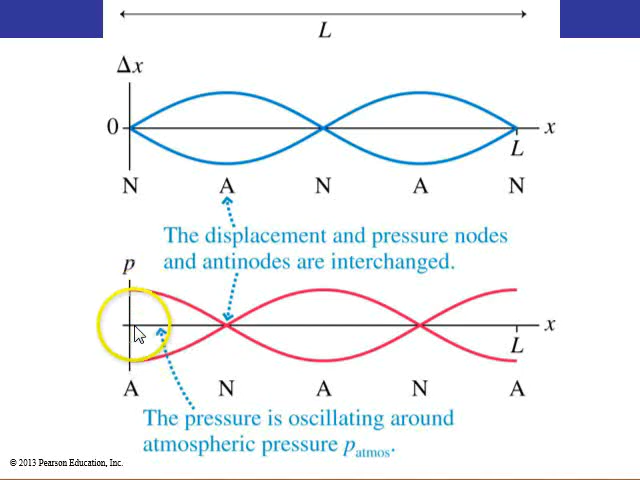 L
Δx
0
x
L
N A N A N
The displacement and pressure nodes
and antinodes are interchanged.
p
x
L
A N A N A
The pressure is oscillating around
atmospheric pressure patmos.
© 2013 Pearson Education, Inc.